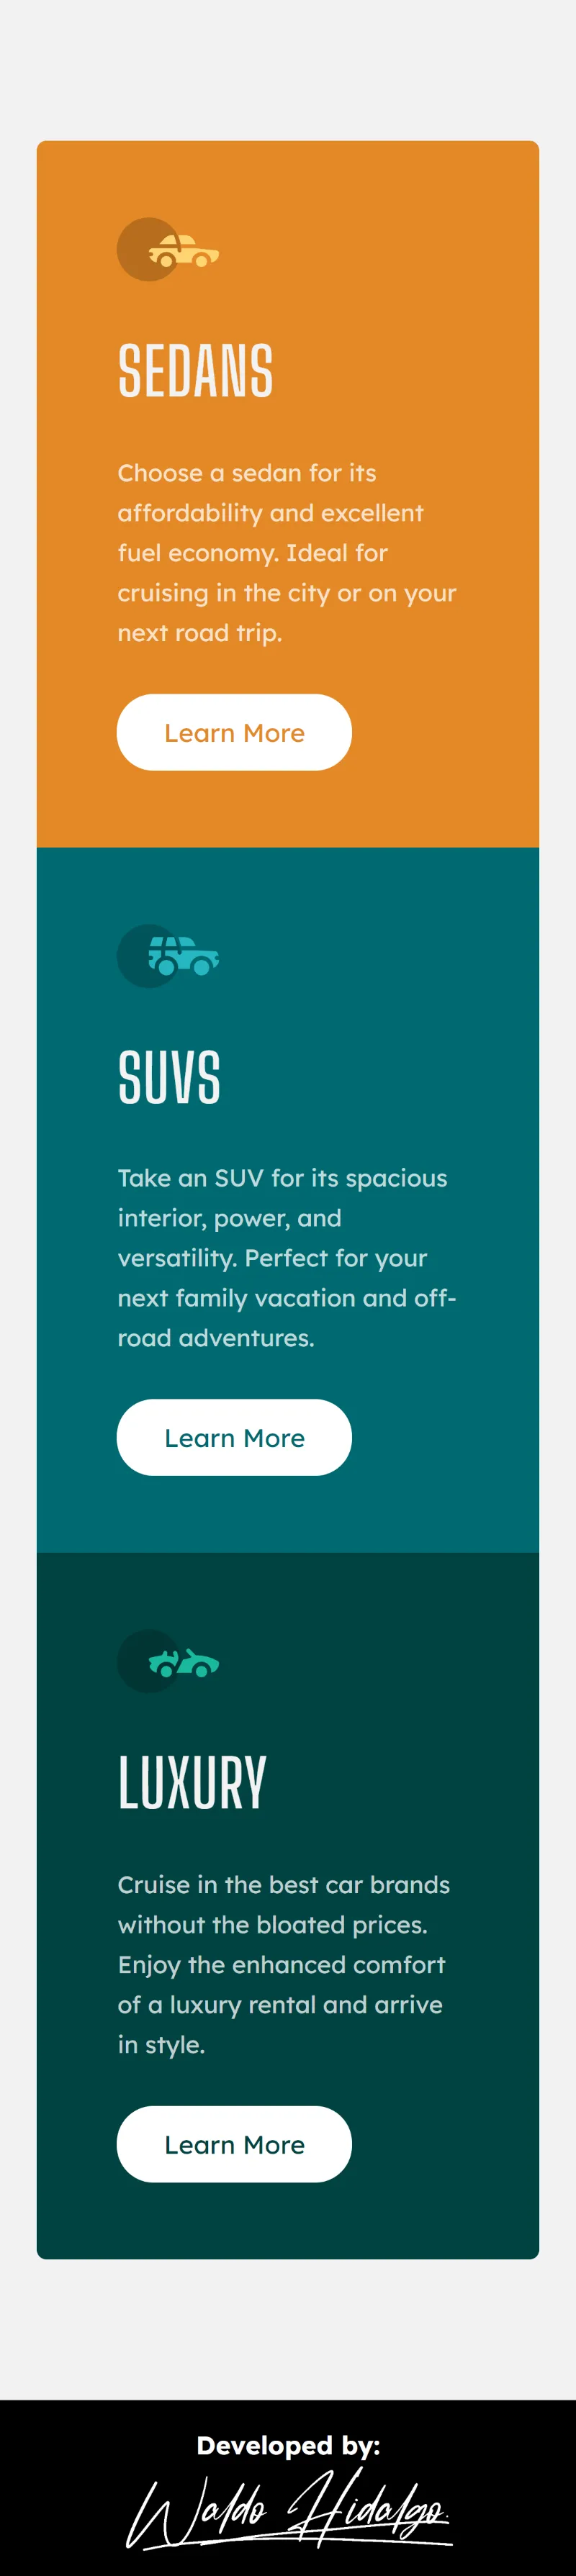 SEDANS
Choose a sedan for its
affordability and excellent
fuel economy. Ideal for
cruising in the city or on your
next road trip.
Learn More
SUVS
Take an SUV for its spacious
interior, power, and
versatility. Perfect for your
next family vacation and off-
road adventures.
Learn More
LUXURY
Cruise in the best car brands
without the bloated prices.
Enjoy the enhanced comfort
of a luxury rental and arrive
in style.
Learn More
Developed by:
Waldo Hidalgo.